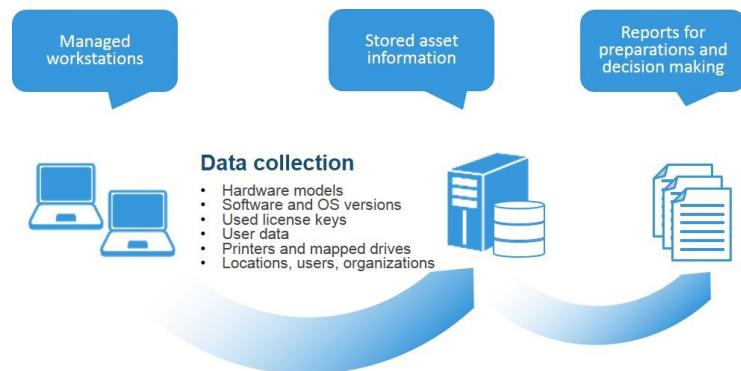 Managed
workstations
Stored asset
information
Reports for
preparations and
decision making
Data collection
• Hardware models
• Software and OS versions
• Used license keys
• User data
• Printers and mapped drives
• Locations, users, organizations